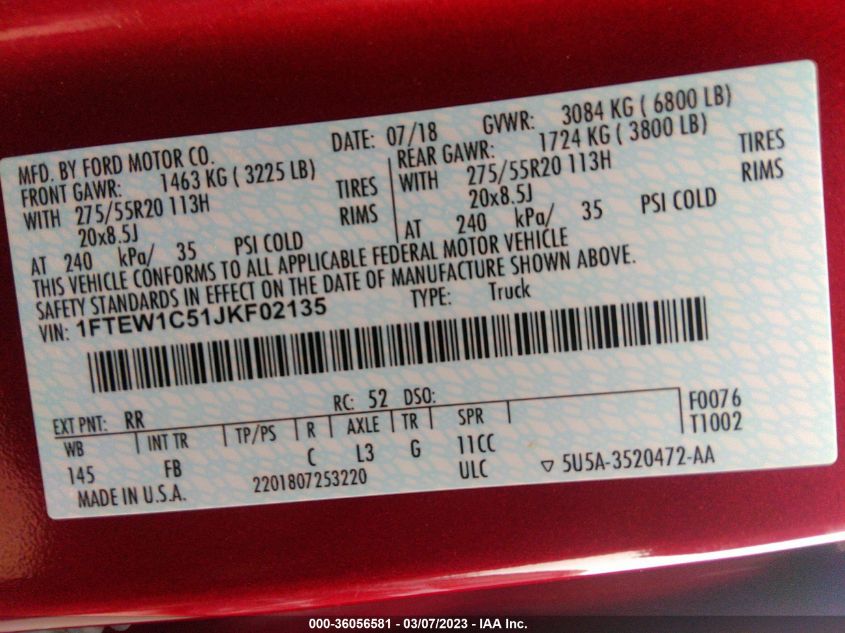 MFD. BY FORD MOTOR CO.
DATE: 07/18
GVWR: 3084 KG ( 6800 LB)
FRONT GAWR: 1463 KG ( 3225 LB)
WITH 275/55R20 113H TIRES
20x8.5J RIMS
AT 240 kPa/ 35 PSI COLD
REAR GAWR: 1724 KG ( 3800 LB)
WITH 275/55R20 113H TIRES
20x8.5J RIMS
AT 240 kPa/ 35 PSI COLD
THIS VEHICLE CONFORMS TO ALL APPLICABLE FEDERAL MOTOR VEHICLE
SAFETY STANDARDS IN EFFECT ON THE DATE OF MANUFACTURE SHOWN ABOVE.
VIN: 1FTEW1C51JKF02135 TYPE: Truck
EXT PNT: RR RC: 52 DSO: F0076
WB INT TR TP/PS R AXLE TR SPR T1002
145 FB C L3 G 11CC
ULC ▽ 5U5A-3520472-AA
MADE IN U.S.A. 2201807253220
000-36056581 - 03/07/2023 - IAA Inc.